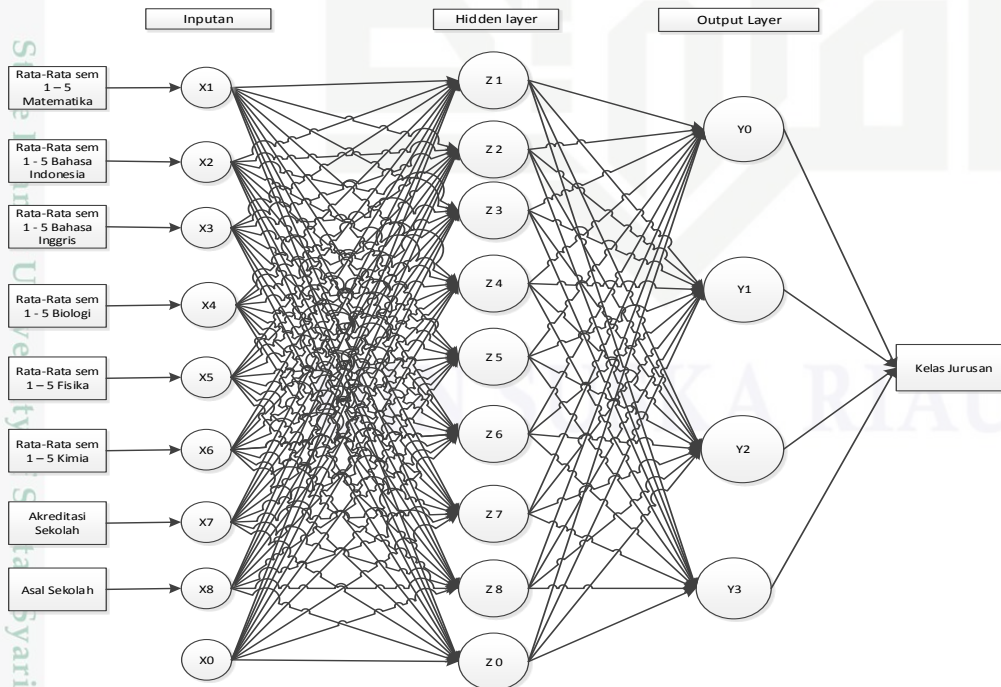 Inputan
Hidden layer
Output Layer
Rata-Rata sem
1 – 5
Matematika
Rata-Rata sem
1 - 5 Bahasa
Indonesia
Rata-Rata sem
1 - 5 Bahasa
Inggris
Rata-Rata sem
1 - 5 Biologi
Rata-Rata sem
1 – 5 Fisika
Rata-Rata sem
1 – 5 Kimia
Akreditasi
Sekolah
Asal Sekolah
X1
X2
X3
X4
X5
X6
X7
X8
X0
Z 1
Z 2
Z 3
Z 4
Z 5
Z 6
Z 7
Z 8
Z 0
Y0
Y1
Y2
Y3
Kelas Jurusan
RIAU